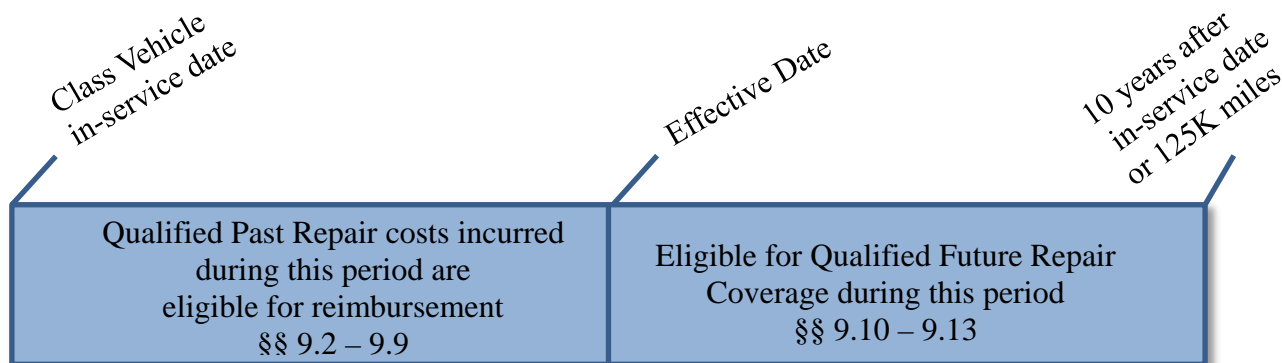 Class Vehicle
in-service date
Effective Date
10 years after
in-service date
or 125K miles
Qualified Past Repair costs incurred
during this period are
eligible for reimbursement
§§ 9.2 – 9.9
Eligible for Qualified Future Repair
Coverage during this period
§§ 9.10 – 9.13